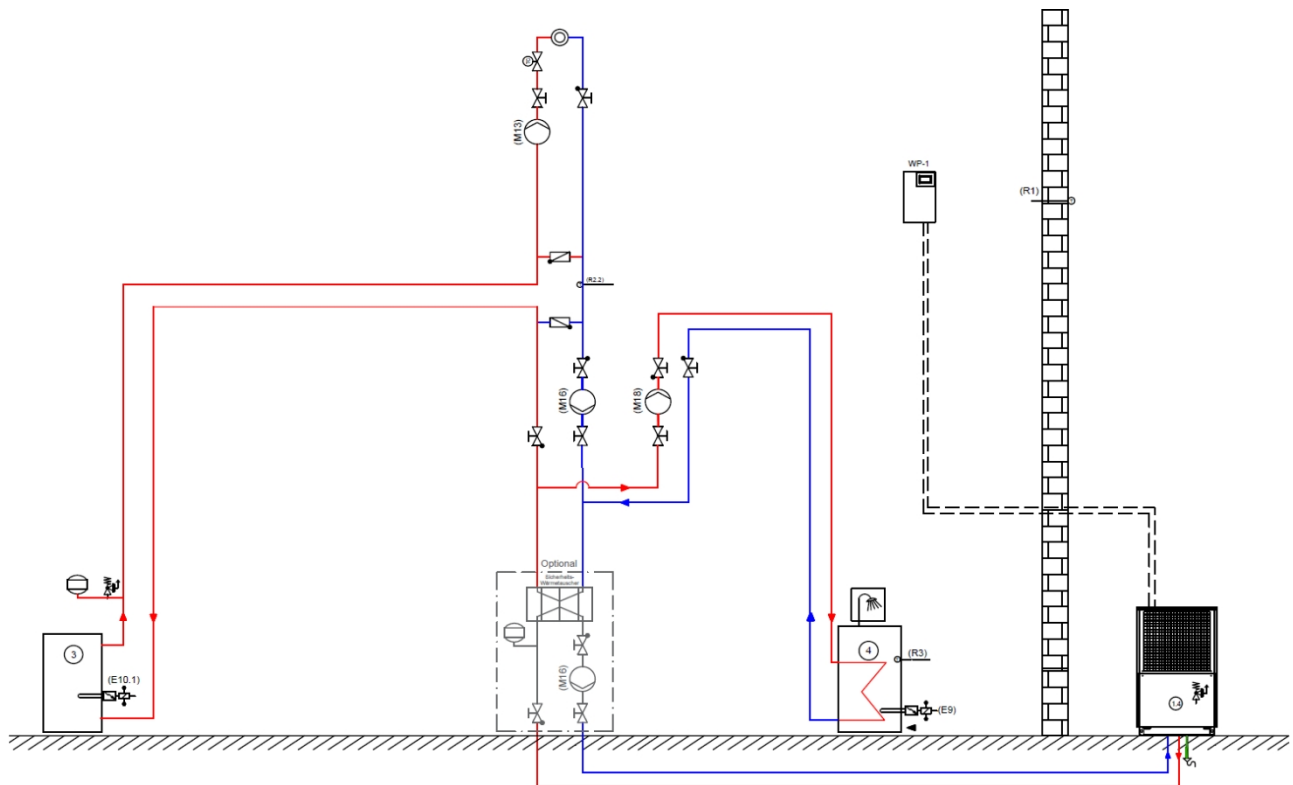 (M13)
WP-1
(R1)
(R2.2)
(M16)
(M18)
Optional
Sicherheits-
Wärmetauscher
3
(E10.1)
(M16)
4
(R3)
(E9)
1.4